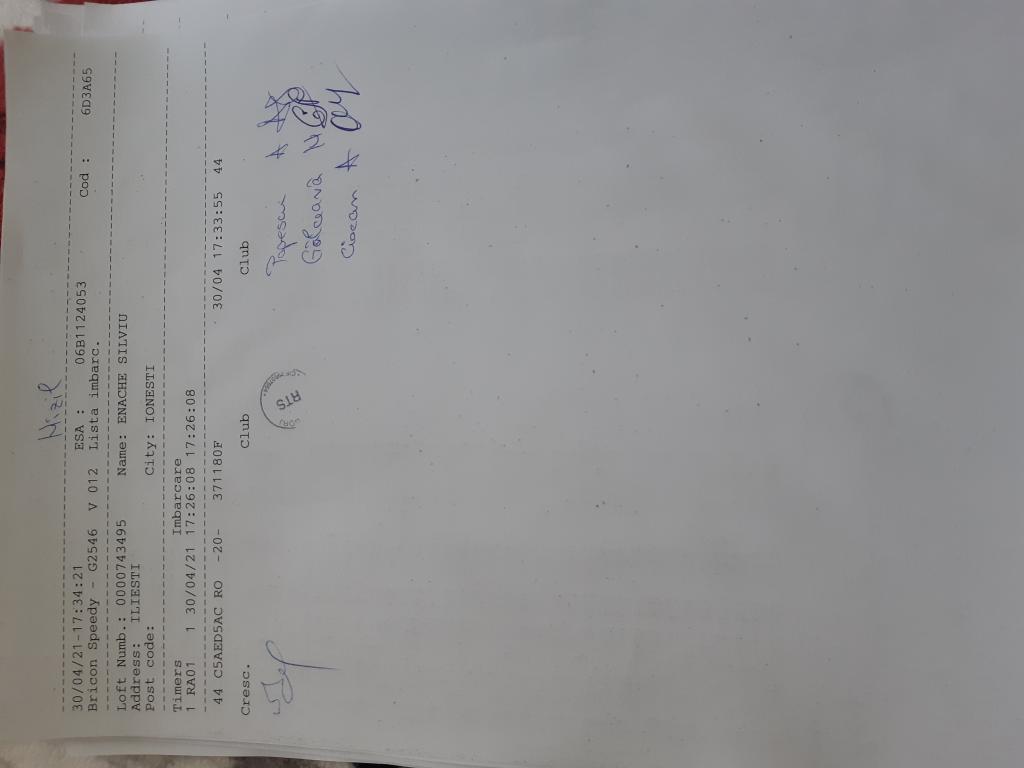 Mizil
30/04/21-17:34:21 ESA : 06B1124053 Cod : 6D3A65
Bricon Speedy - G2546 V 012 Lista imbarc.
Loft Numb.: 0000743495 Name: ENACHE SILVIU
Address: ILIESTI
Post code: City: IONESTI
Timers Imbarcare
1 RA01 1 30/04/21 17:26:08 17:26:08
44 C5AED5AC RO -20- 371180F 30/04 17:33:55 44
Cresc. Club Club
Popescu A
Gâlceavă N
Ciocan A
RTS